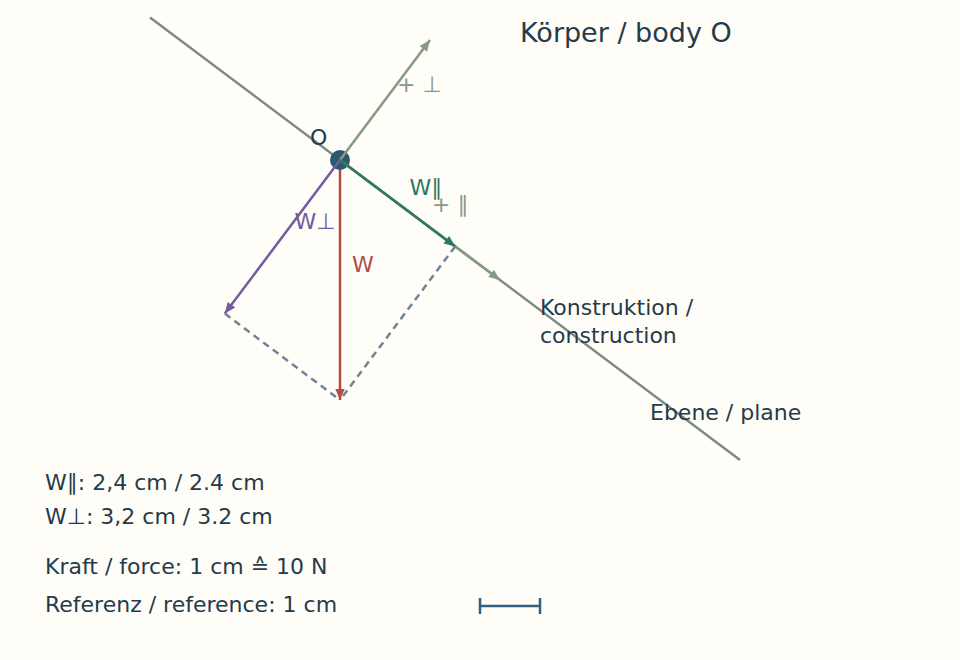 Körper / body O
+ ⊥
O
W∥
+ ∥
W⊥
W
Konstruktion /
construction
Ebene / plane
W∥: 2,4 cm / 2.4 cm
W⊥: 3,2 cm / 3.2 cm
Kraft / force: 1 cm ≙ 10 N
Referenz / reference: 1 cm